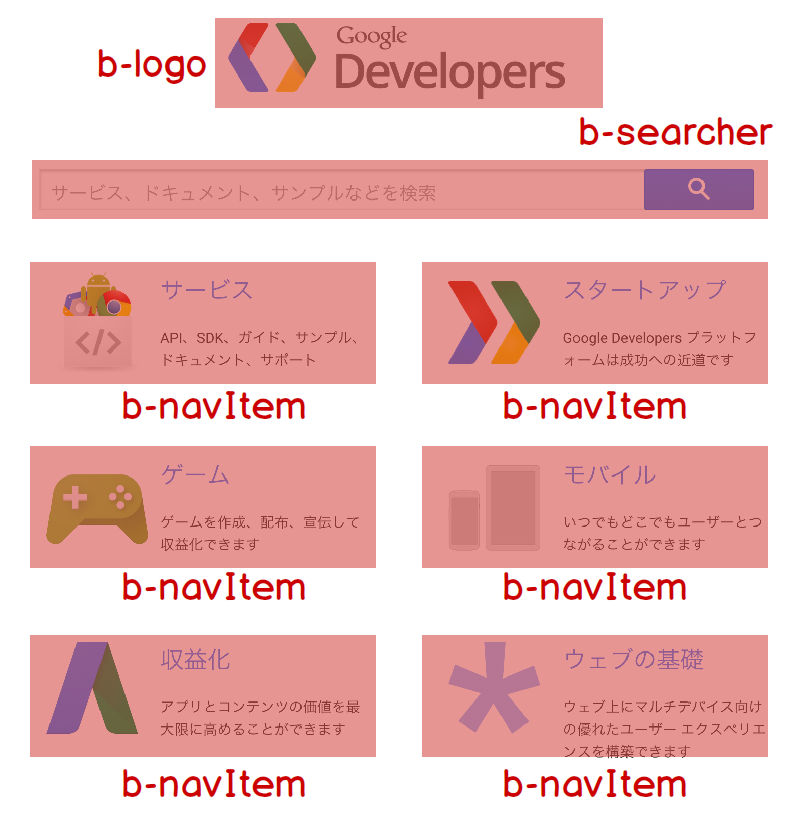 b-logo
Google
Developers
b-searcher
サービス、ドキュメント、サンプルなどを検索
サービス
API、SDK、ガイド、サンプル、
ドキュメント、サポート
b-navItem
スタートアップ
Google Developers プラットフ
ォームは成功への近道です
b-navItem
ゲーム
ゲームを作成、配布、宣伝して
収益化できます
b-navItem
モバイル
いつでもどこでもユーザーとつ
ながることができます
b-navItem
収益化
アプリとコンテンツの価値を最
大限に高めることができます
b-navItem
ウェブの基礎
ウェブ上にマルチデバイス向け
の優れたユーザー エクスペリエ
ンスを構築できます
b-navItem